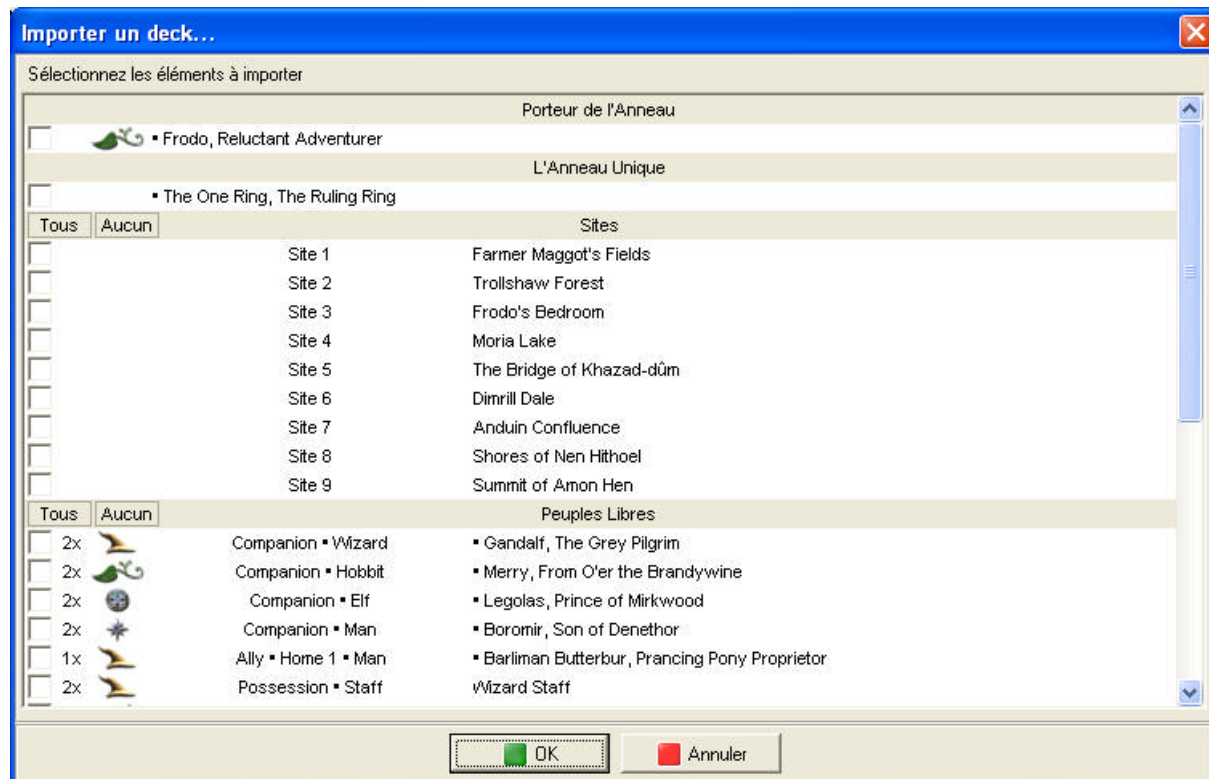 Importer un deck...
Sélectionnez les éléments à importer
Porteur de l'Anneau
▪ Frodo, Reluctant Adventurer
L'Anneau Unique
▪ The One Ring, The Ruling Ring
Tous Aucun Sites
Site 1 Farmer Maggot's Fields
Site 2 Trollshaw Forest
Site 3 Frodo's Bedroom
Site 4 Moria Lake
Site 5 The Bridge of Khazad-dûm
Site 6 Dimrill Dale
Site 7 Anduin Confluence
Site 8 Shores of Nen Hithoel
Site 9 Summit of Amon Hen
Tous Aucun Peuples Libres
2x Companion ▪ Wizard ▪ Gandalf, The Grey Pilgrim
2x Companion ▪ Hobbit ▪ Merry, From O'er the Brandywine
2x Companion ▪ Elf ▪ Legolas, Prince of Mirkwood
2x Companion ▪ Man ▪ Boromir, Son of Denethor
1x Ally ▪ Home 1 ▪ Man ▪ Barliman Butterbur, Prancing Pony Proprietor
2x Possession ▪ Staff Wizard Staff
OK Annuler